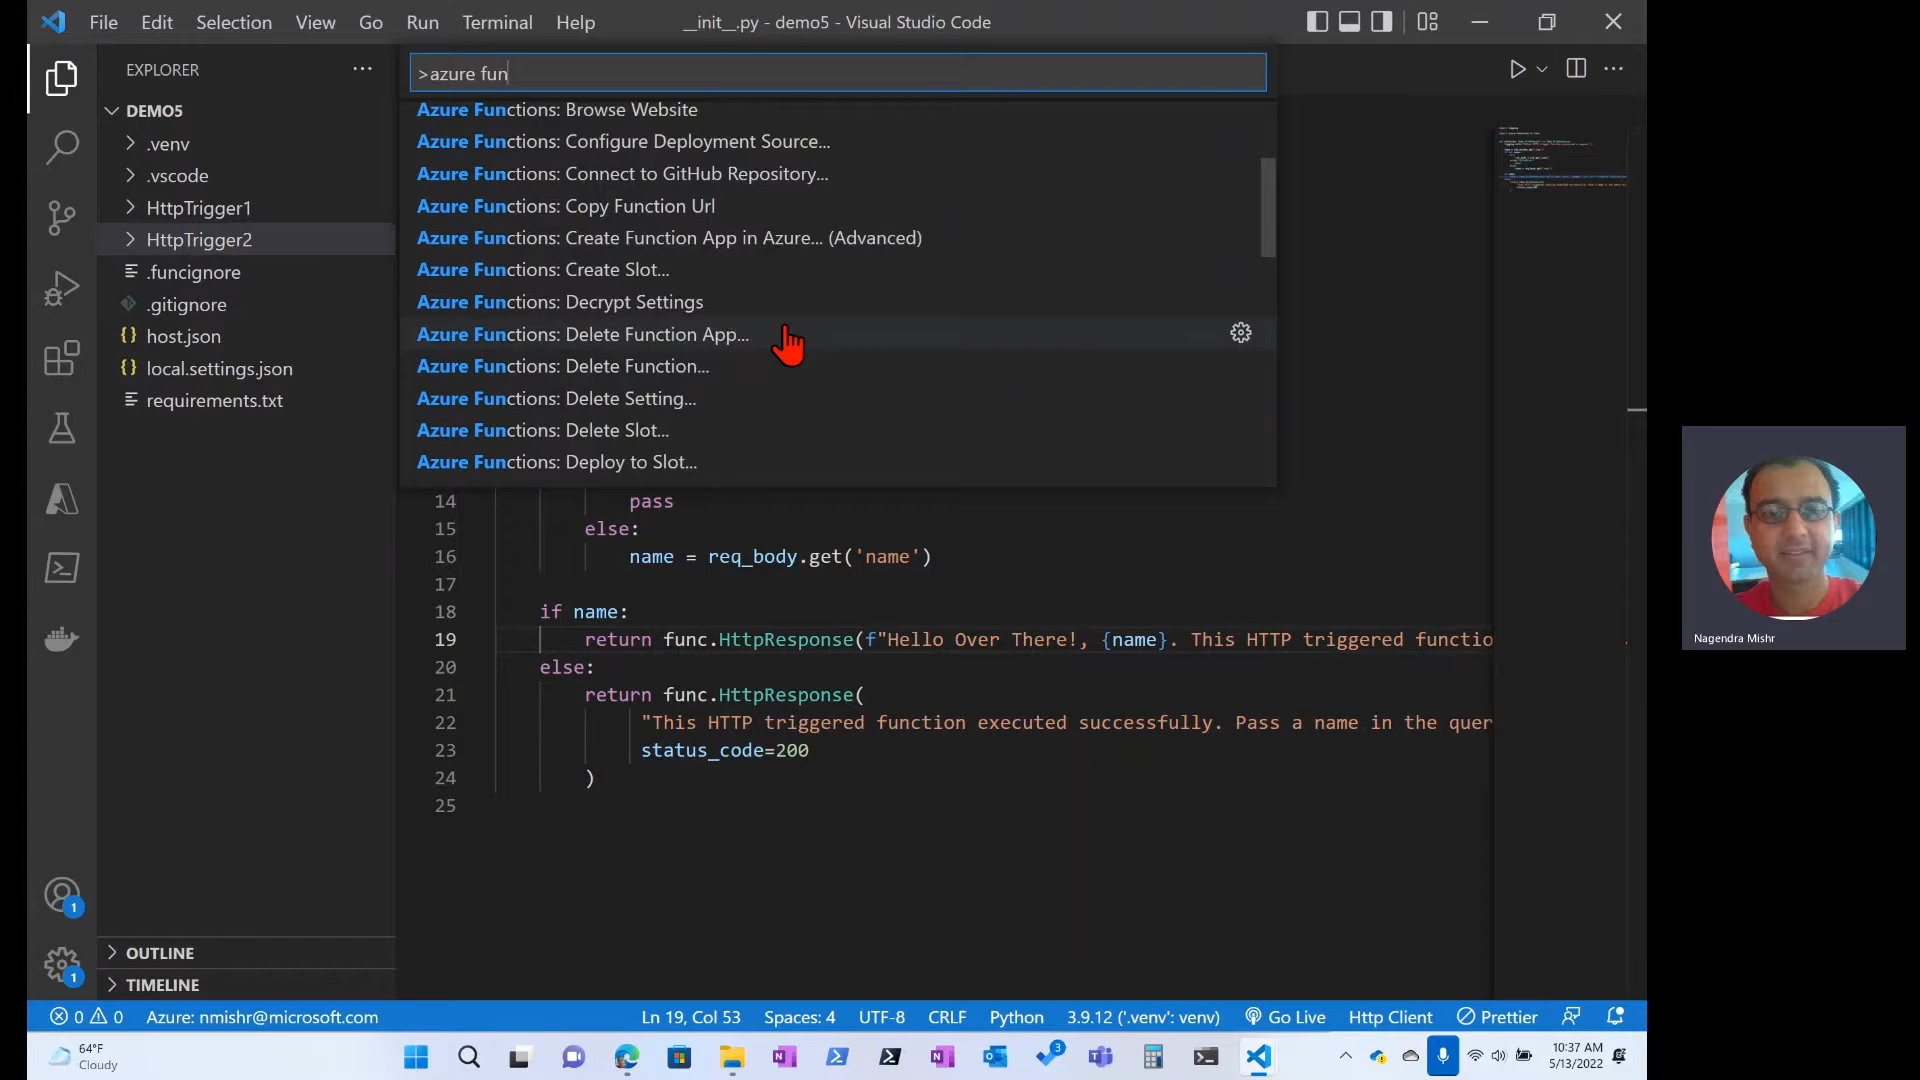 File Edit Selection View Go Run Terminal Help
__init__.py - demo5 - Visual Studio Code
EXPLORER
>azure fun
DEMO5
.venv
.vscode
HttpTrigger1
HttpTrigger2
.funcignore
.gitignore
host.json
local.settings.json
requirements.txt
Azure Functions: Browse Website
Azure Functions: Configure Deployment Source...
Azure Functions: Connect to GitHub Repository...
Azure Functions: Copy Function Url
Azure Functions: Create Function App in Azure... (Advanced)
Azure Functions: Create Slot...
Azure Functions: Decrypt Settings
Azure Functions: Delete Function App...
Azure Functions: Delete Function...
Azure Functions: Delete Setting...
Azure Functions: Delete Slot...
Azure Functions: Deploy to Slot...
14 pass
15 else:
16 name = req_body.get('name')
17
18 if name:
19 return func.HttpResponse(f"Hello Over There!, {name}. This HTTP triggered functio
20 else:
21 return func.HttpResponse(
22 "This HTTP triggered function executed successfully. Pass a name in the quer
23 status_code=200
24 )
25
Nagendra Mishr
1
1
OUTLINE
TIMELINE
0 0 Azure: nmishr@microsoft.com Ln 19, Col 53 Spaces: 4 UTF-8 CRLF Python 3.9.12 ('.venv': venv) Go Live Http Client Prettier
64°F
Cloudy
3
10:37 AM
5/13/2022